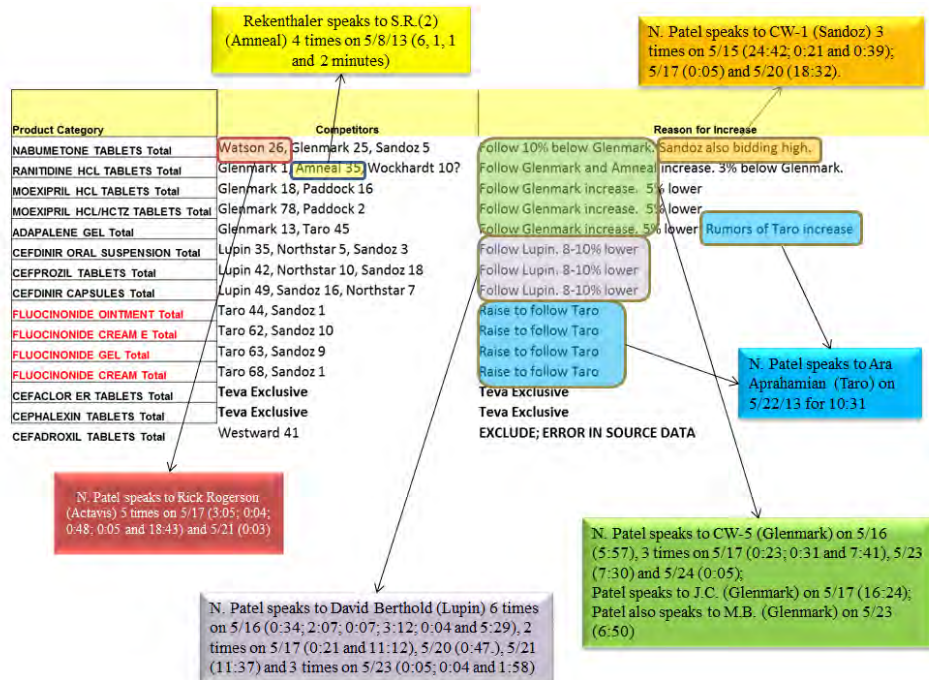 Rekenthaler speaks to S.R.(2)
(Amneal) 4 times on 5/8/13 (6, 1, 1
and 2 minutes)
N. Patel speaks to CW-1 (Sandoz) 3
times on 5/15 (24:42; 0:21 and 0:39);
5/17 (0:05) and 5/20 (18:32).
Product Category Competitors Reason for Increase
NABUMETONE TABLETS Total Watson 26, Glenmark 25, Sandoz 5 Follow 10% below Glenmark. Sandoz also bidding high.
RANITIDINE HCL TABLETS Total Glenmark 1, Amneal 35, Wockhardt 10? Follow Glenmark and Amneal increase. 3% below Glenmark.
MOEXIPRIL HCL TABLETS Total Glenmark 18, Paddock 16 Follow Glenmark increase. 5% lower
MOEXIPRIL HCL/HCTZ TABLETS Total Glenmark 78, Paddock 2 Follow Glenmark increase. 5% lower
ADAPALENE GEL Total Glenmark 13, Taro 45 Follow Glenmark increase. 5% lower Rumors of Taro increase
CEFDINIR ORAL SUSPENSION Total Lupin 35, Northstar 5, Sandoz 3 Follow Lupin. 8-10% lower
CEFPROZIL TABLETS Total Lupin 42, Northstar 10, Sandoz 18 Follow Lupin. 8-10% lower
CEFDINIR CAPSULES Total Lupin 49, Sandoz 16, Northstar 7 Follow Lupin. 8-10% lower
FLUOCINONIDE OINTMENT Total Taro 44, Sandoz 1 Raise to follow Taro
FLUOCINONIDE CREAM E Total Taro 62, Sandoz 10 Raise to follow Taro
FLUOCINONIDE GEL Total Taro 63, Sandoz 9 Raise to follow Taro
FLUOCINONIDE CREAM Total Taro 68, Sandoz 1 Raise to follow Taro
CEFACLOR ER TABLETS Total Teva Exclusive Teva Exclusive
CEPHALEXIN TABLETS Total Teva Exclusive Teva Exclusive
CEFADROXIL TABLETS Total Westward 41 EXCLUDE; ERROR IN SOURCE DATA
N. Patel speaks to Ara
Aprahamian (Taro) on
5/22/13 for 10:31
N. Patel speaks to Rick Rogerson
(Actavis) 5 times on 5/17 (3:05; 0:04;
0:48; 0:05 and 18:43) and 5/21 (0:03)
N. Patel speaks to David Berthold (Lupin) 6 times
on 5/16 (0:34; 2:07; 0:07; 3:12; 0:04 and 5:29), 2
times on 5/17 (0:21 and 11:12), 5/20 (0:47.), 5/21
(11:37) and 3 times on 5/23 (0:05; 0:04 and 1:58)
N. Patel speaks to CW-5 (Glenmark) on 5/16
(5:57), 3 times on 5/17 (0:23; 0:31 and 7:41), 5/23
(7:30) and 5/24 (0:05);
Patel speaks to J.C. (Glenmark) on 5/17 (16:24);
Patel also speaks to M.B. (Glenmark) on 5/23
(6:50)